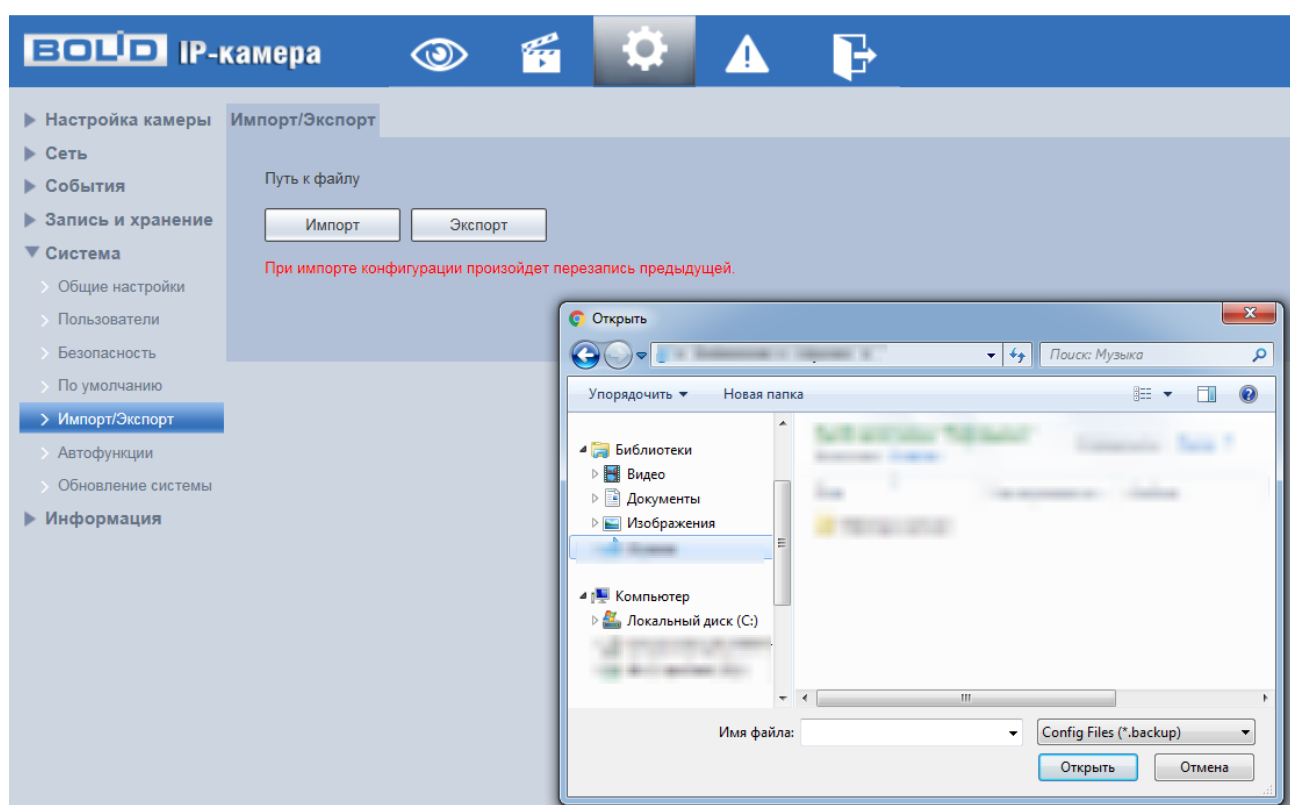 BOLID IP-камера
Настройка камеры
Сеть
События
Запись и хранение
Система
Общие настройки
Пользователи
Безопасность
По умолчанию
Импорт/Экспорт
Автофункции
Обновление системы
Информация
Импорт/Экспорт
Путь к файлу
Импорт Экспорт
При импорте конфигурации произойдет перезапись предыдущей.
Открыть
Поиск: Музыка
Упорядочить Новая папка
Библиотеки
Видео
Документы
Изображения
Компьютер
Локальный диск (C:)
Имя файла: Config Files (*.backup)
Открыть Отмена